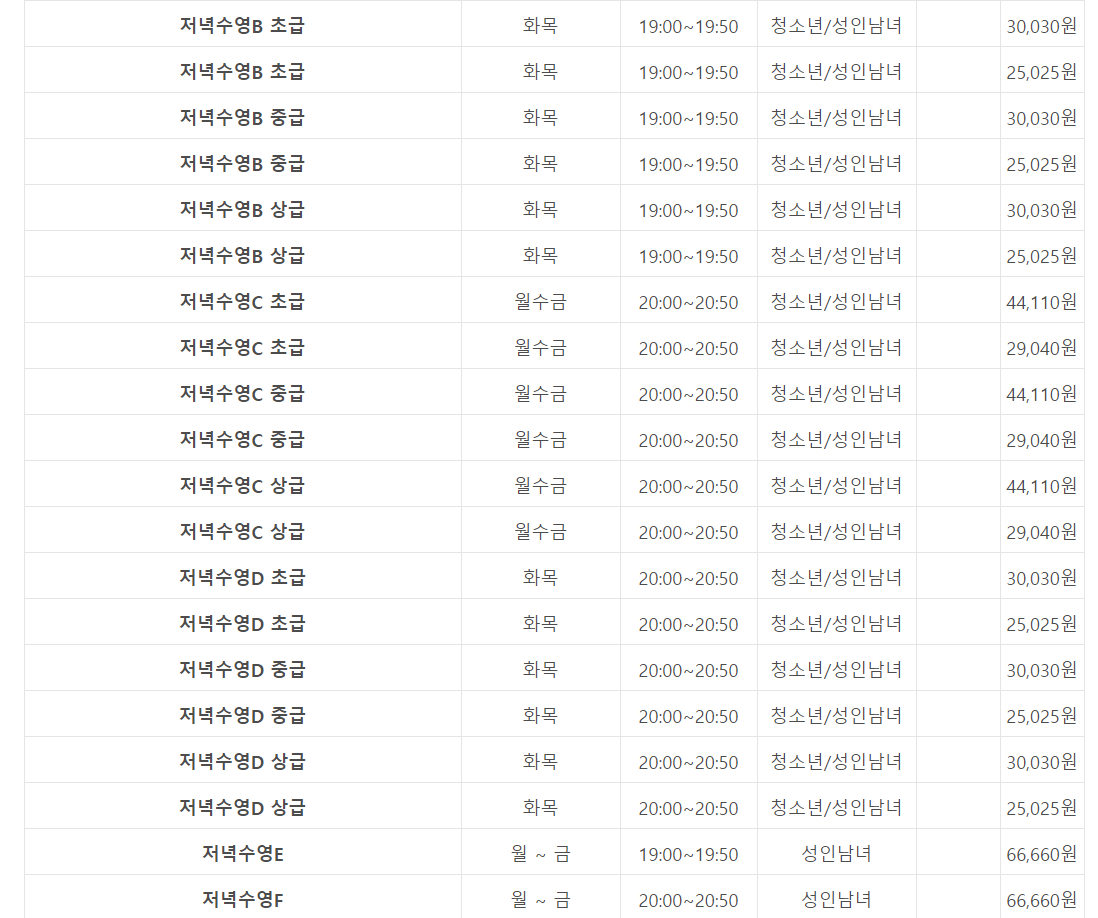 저녁수영B 초급 화목 19:00~19:50 청소년/성인남녀 30,030원
저녁수영B 초급 화목 19:00~19:50 청소년/성인남녀 25,025원
저녁수영B 중급 화목 19:00~19:50 청소년/성인남녀 30,030원
저녁수영B 중급 화목 19:00~19:50 청소년/성인남녀 25,025원
저녁수영B 상급 화목 19:00~19:50 청소년/성인남녀 30,030원
저녁수영B 상급 화목 19:00~19:50 청소년/성인남녀 25,025원
저녁수영C 초급 월수금 20:00~20:50 청소년/성인남녀 44,110원
저녁수영C 초급 월수금 20:00~20:50 청소년/성인남녀 29,040원
저녁수영C 중급 월수금 20:00~20:50 청소년/성인남녀 44,110원
저녁수영C 중급 월수금 20:00~20:50 청소년/성인남녀 29,040원
저녁수영C 상급 월수금 20:00~20:50 청소년/성인남녀 44,110원
저녁수영C 상급 월수금 20:00~20:50 청소년/성인남녀 29,040원
저녁수영D 초급 화목 20:00~20:50 청소년/성인남녀 30,030원
저녁수영D 초급 화목 20:00~20:50 청소년/성인남녀 25,025원
저녁수영D 중급 화목 20:00~20:50 청소년/성인남녀 30,030원
저녁수영D 중급 화목 20:00~20:50 청소년/성인남녀 25,025원
저녁수영D 상급 화목 20:00~20:50 청소년/성인남녀 30,030원
저녁수영D 상급 화목 20:00~20:50 청소년/성인남녀 25,025원
저녁수영E 월 ~ 금 19:00~19:50 성인남녀 66,660원
저녁수영F 월 ~ 금 20:00~20:50 성인남녀 66,660원